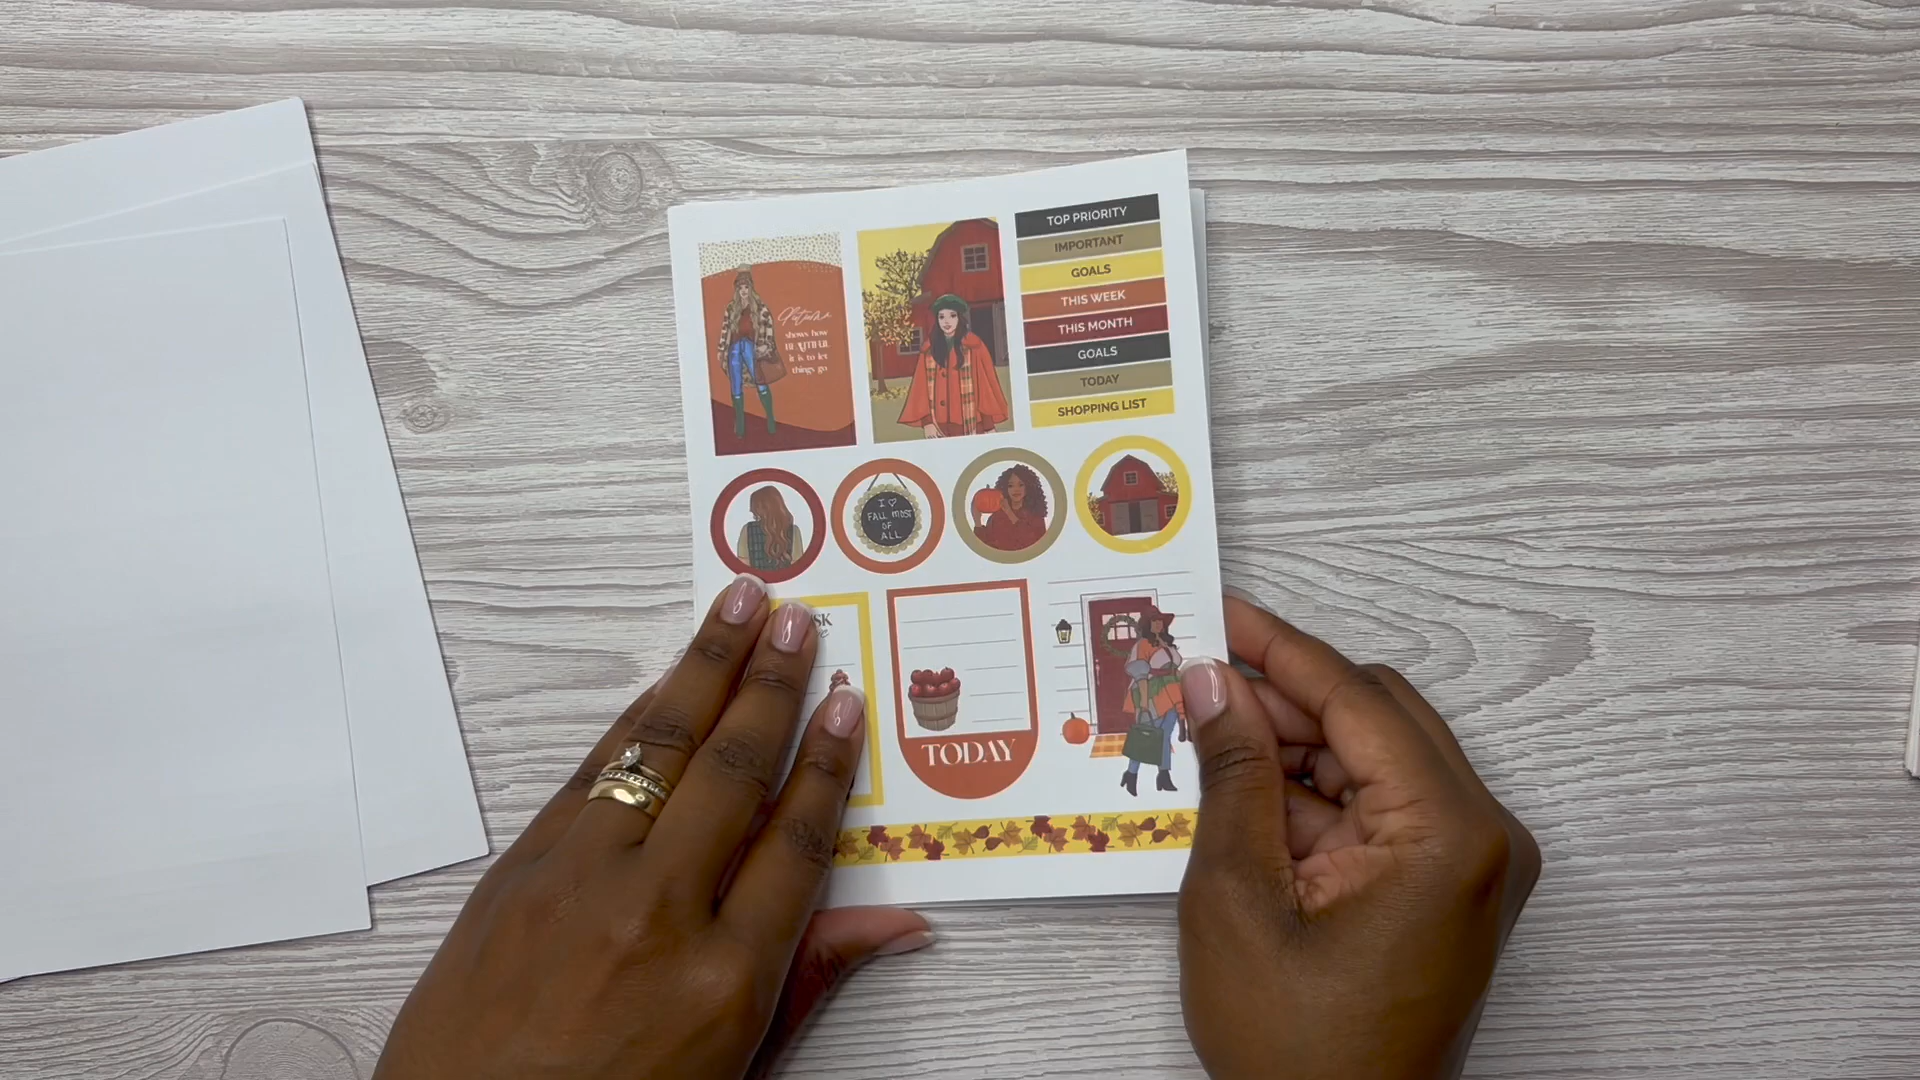 Autumn
shows how
BEAUTIFUL
it is to let
things go
TOP PRIORITY
IMPORTANT
GOALS
THIS WEEK
THIS MONTH
GOALS
TODAY
SHOPPING LIST
I ♡
FALL MOST
OF
ALL
TODAY